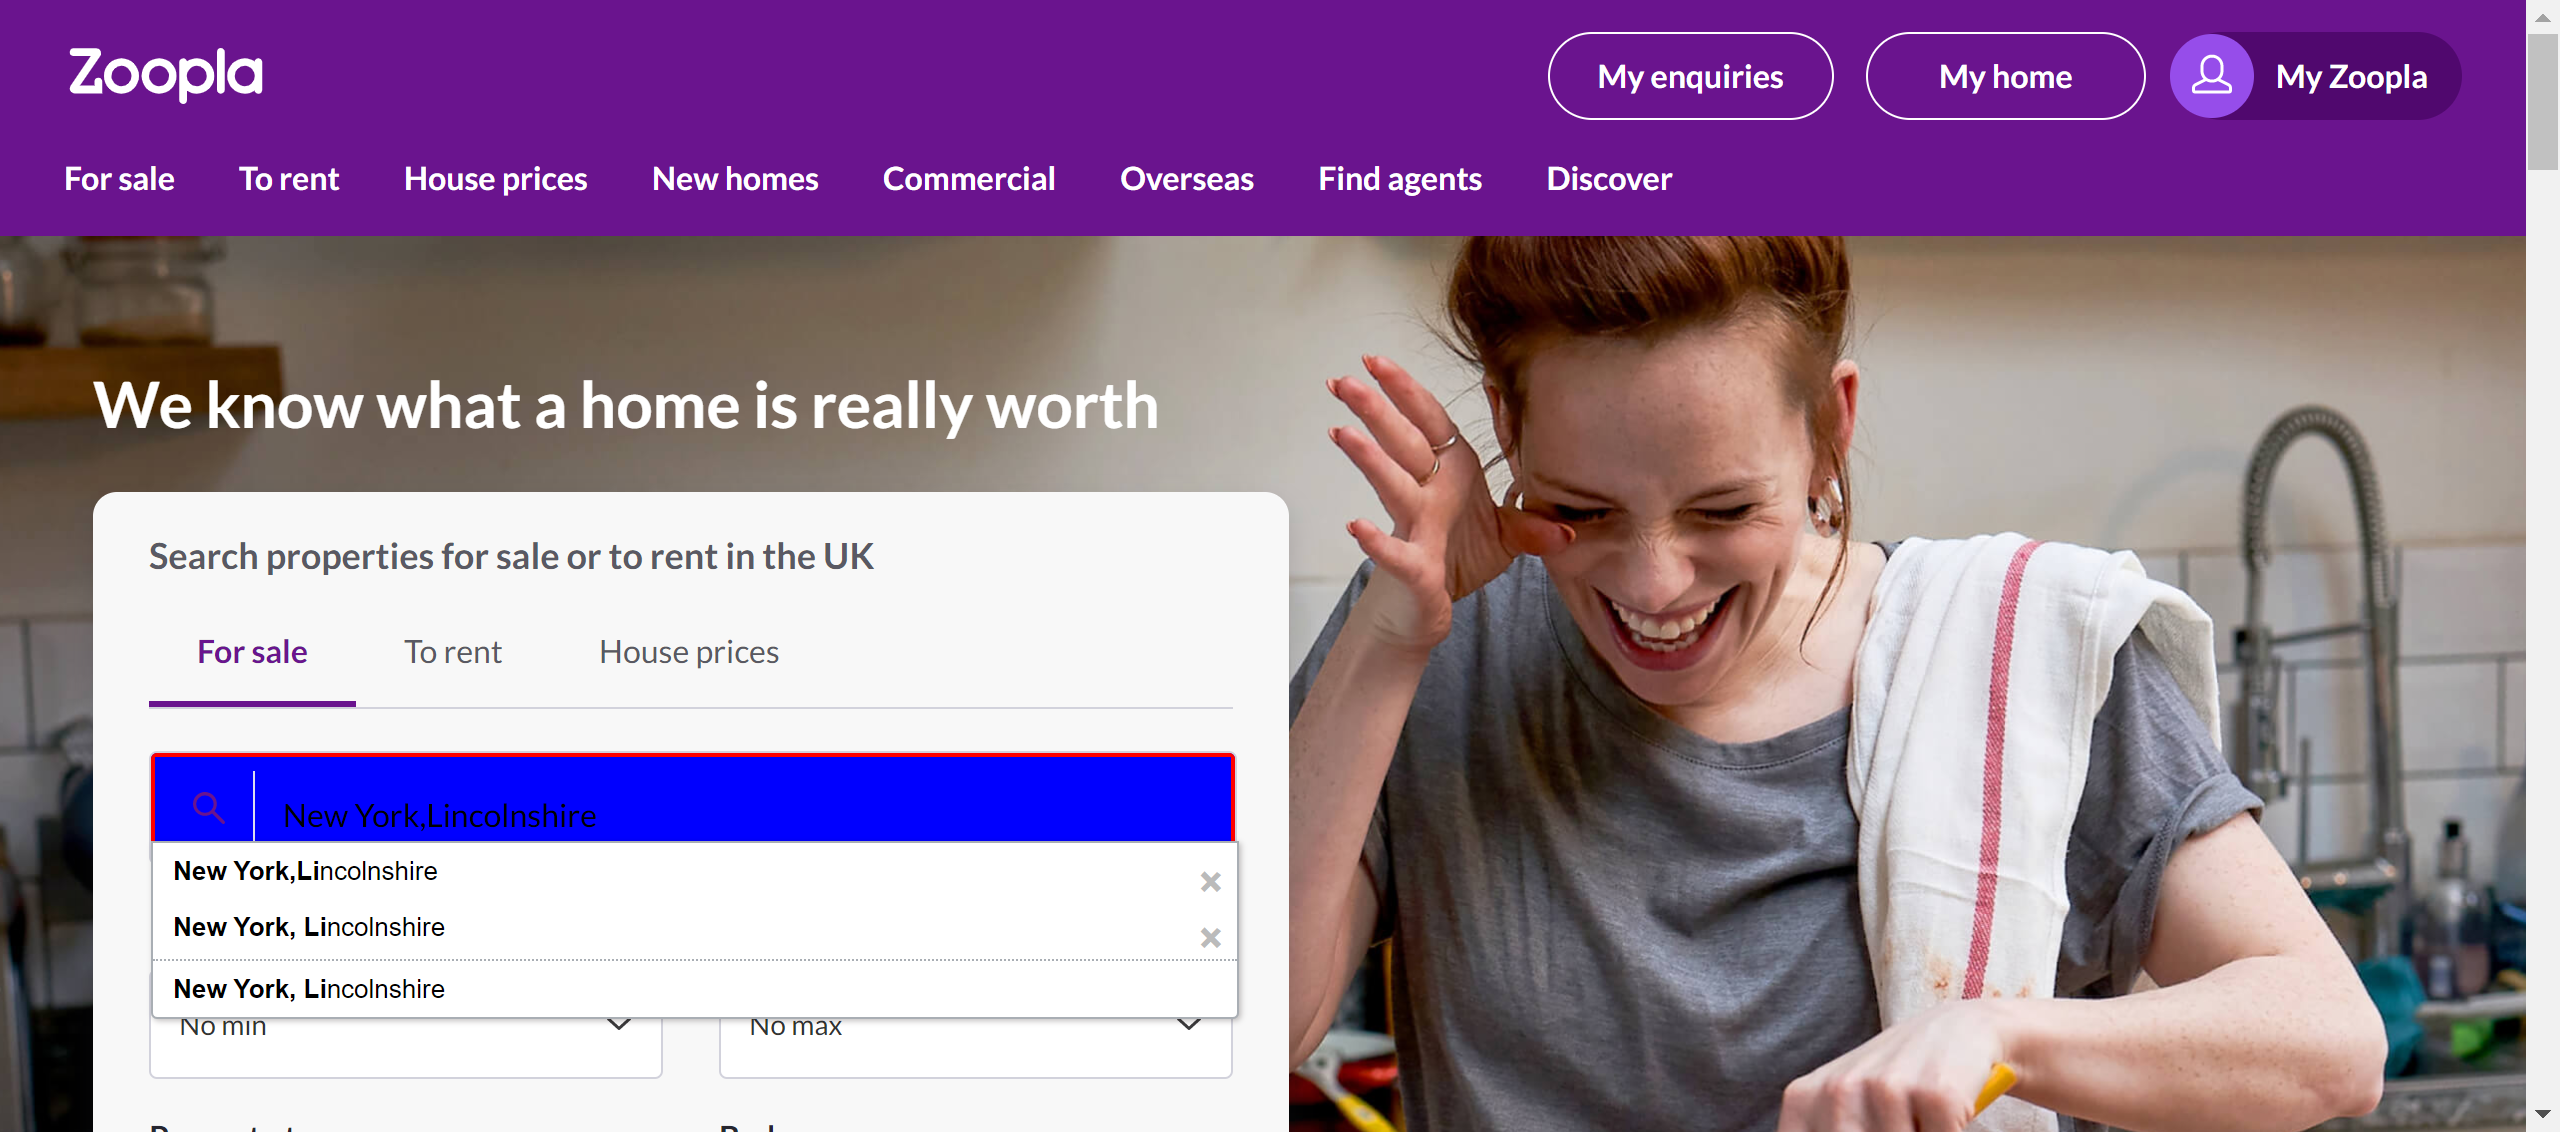 Zoopla
My enquiries
My home
My Zoopla
For sale
To rent
House prices
New homes
Commercial
Overseas
Find agents
Discover
We know what a home is really worth
Search properties for sale or to rent in the UK
For sale
To rent
House prices
New York,Lincolnshire
New York,Lincolnshire
New York, Lincolnshire
New York, Lincolnshire
No min
No max